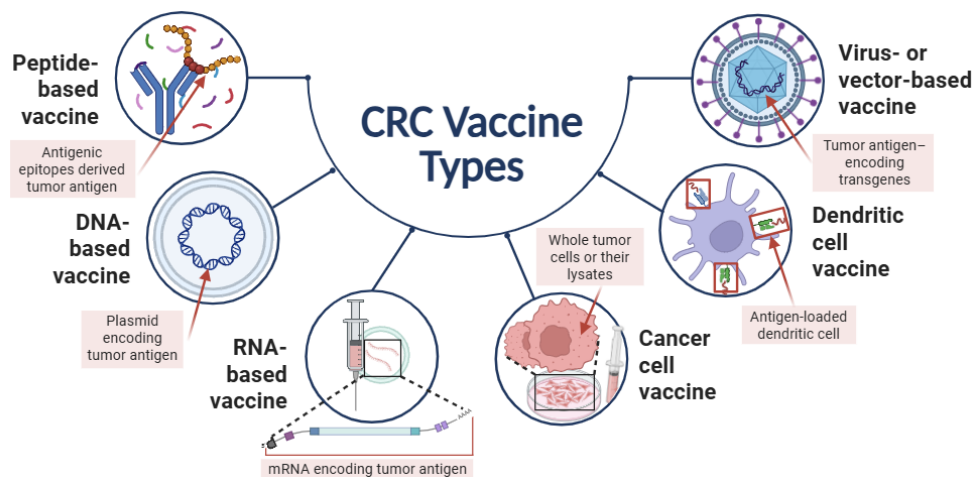 CRC Vaccine
Types
Peptide-
based
vaccine
Antigenic
epitopes derived
tumor antigen
DNA-
based
vaccine
Plasmid
encoding
tumor antigen
RNA-
based
vaccine
AAAA
mRNA encoding tumor antigen
Whole tumor
cells or their
lysates
Cancer
cell
vaccine
Dendritic
cell
vaccine
Antigen-loaded
dendritic cell
Virus- or
vector-based
vaccine
Tumor antigen–
encoding
transgenes